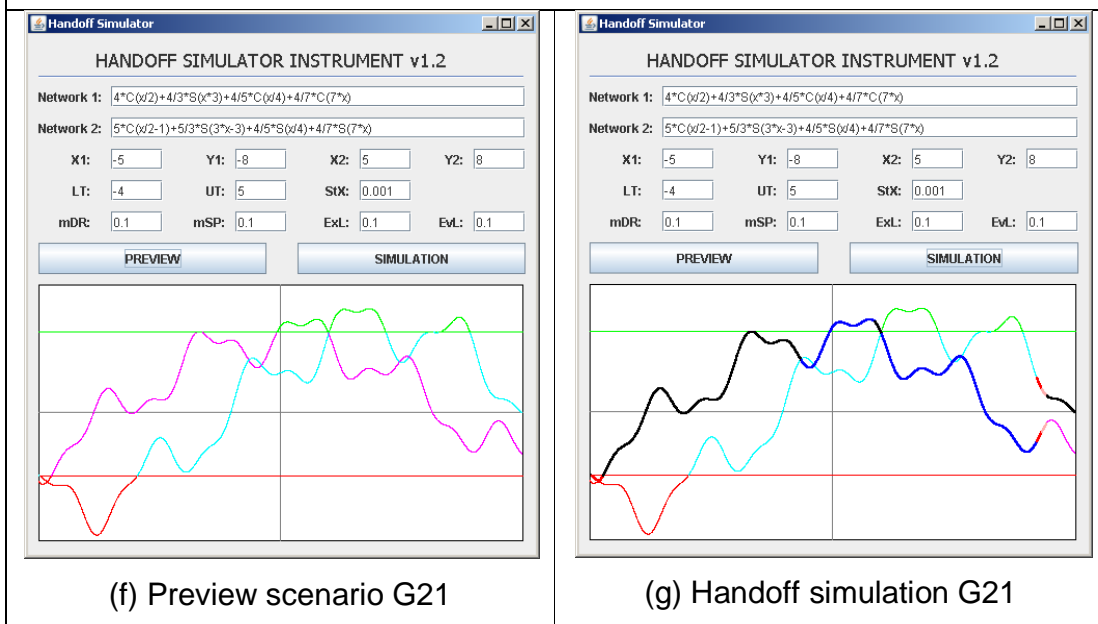 Handoff Simulator
HANDOFF SIMULATOR INSTRUMENT v1.2
Network 1: 4*C(x/2)+4/3*S(x*3)+4/5*C(x/4)+4/7*C(7*x)
Network 2: 5*C(x/2-1)+5/3*S(3*x-3)+4/5*S(x/4)+4/7*S(7*x)
X1: -5 Y1: -8 X2: 5 Y2: 8
LT: -4 UT: 5 StX: 0.001
mDR: 0.1 mSP: 0.1 ExL: 0.1 EvL: 0.1
PREVIEW SIMULATION
(f) Preview scenario G21
Handoff Simulator
HANDOFF SIMULATOR INSTRUMENT v1.2
Network 1: 4*C(x/2)+4/3*S(x*3)+4/5*C(x/4)+4/7*C(7*x)
Network 2: 5*C(x/2-1)+5/3*S(3*x-3)+4/5*S(x/4)+4/7*S(7*x)
X1: -5 Y1: -8 X2: 5 Y2: 8
LT: -4 UT: 5 StX: 0.001
mDR: 0.1 mSP: 0.1 ExL: 0.1 EvL: 0.1
PREVIEW SIMULATION
(g) Handoff simulation G21